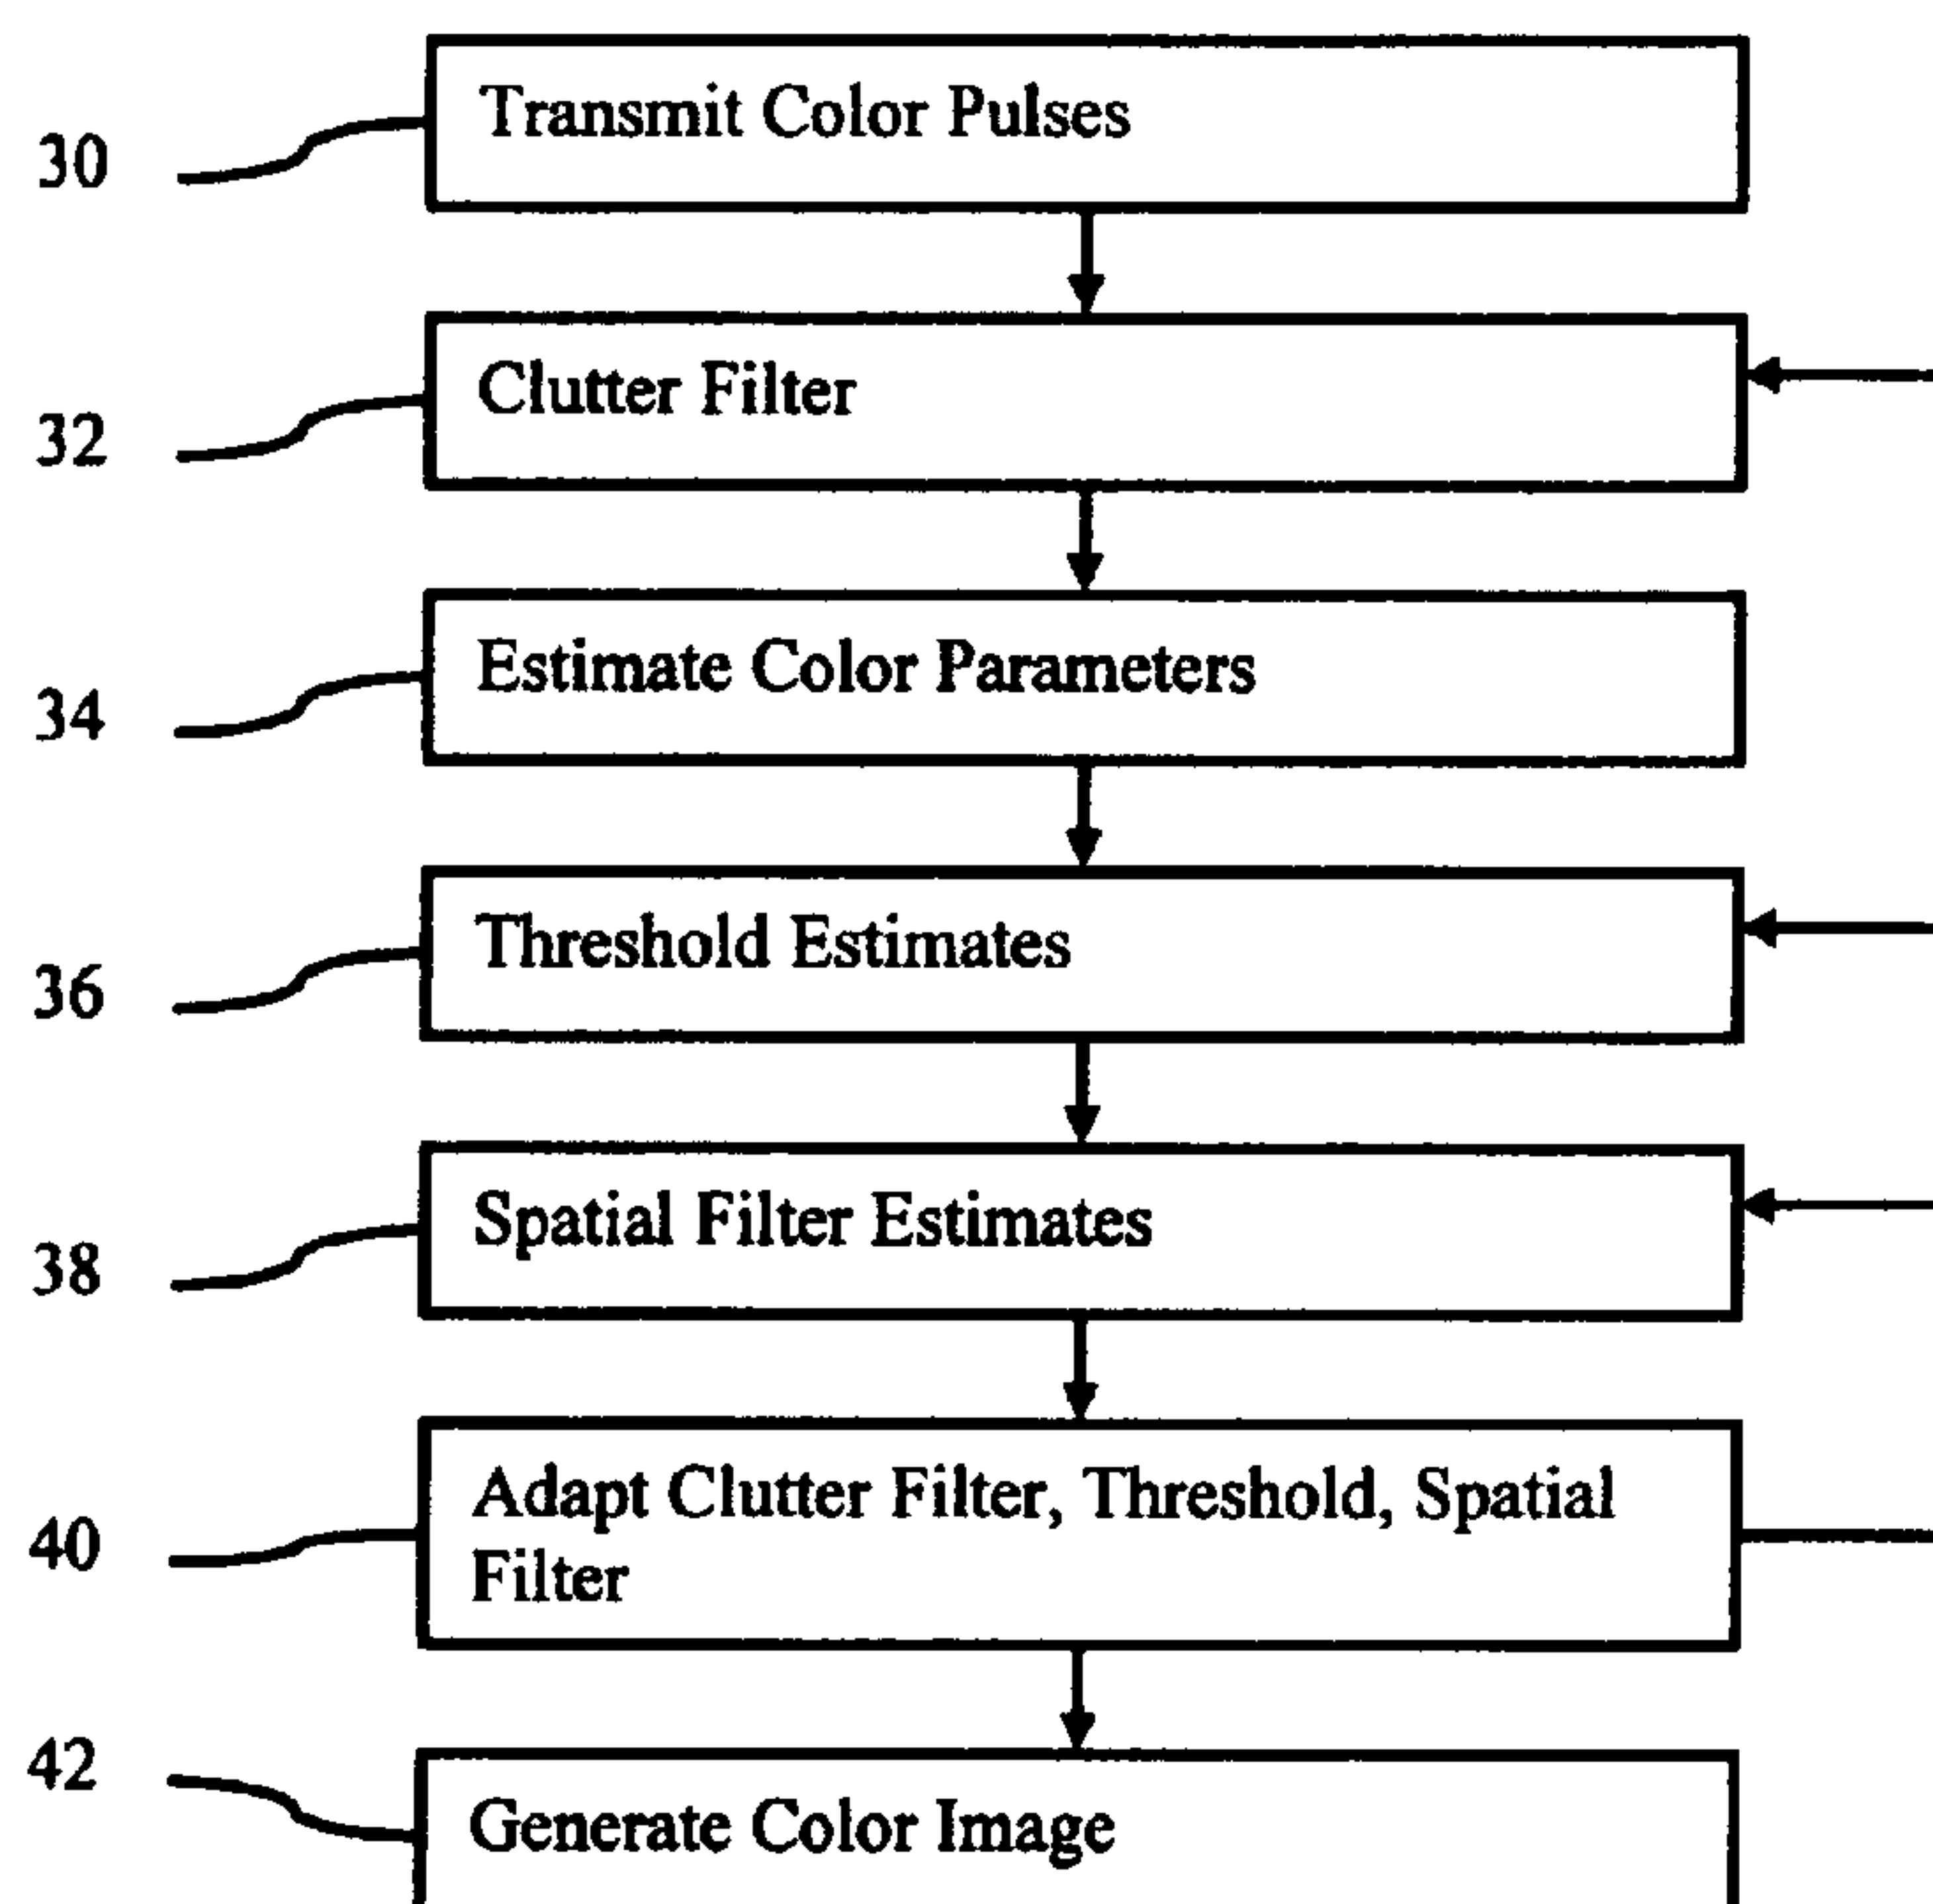 Transmit Color Pulses
30
Clutter Filter
32
Estimate Color Parameters
34
Threshold Estimates
36
Spatial Filter Estimates
38
Adapt Clutter Filter, Threshold, Spatial
Filter
40
42
Generate Color Image